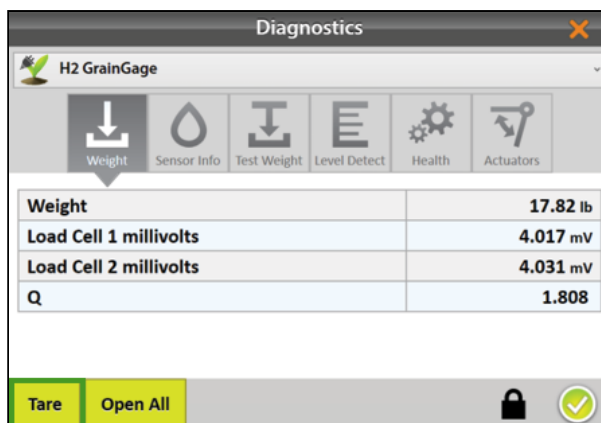 Diagnostics
H2 GrainGage
Weight Sensor Info Test Weight Level Detect Health Actuators
Weight 17.82 lb
Load Cell 1 millivolts 4.017 mV
Load Cell 2 millivolts 4.031 mV
Q 1.808
Tare Open All